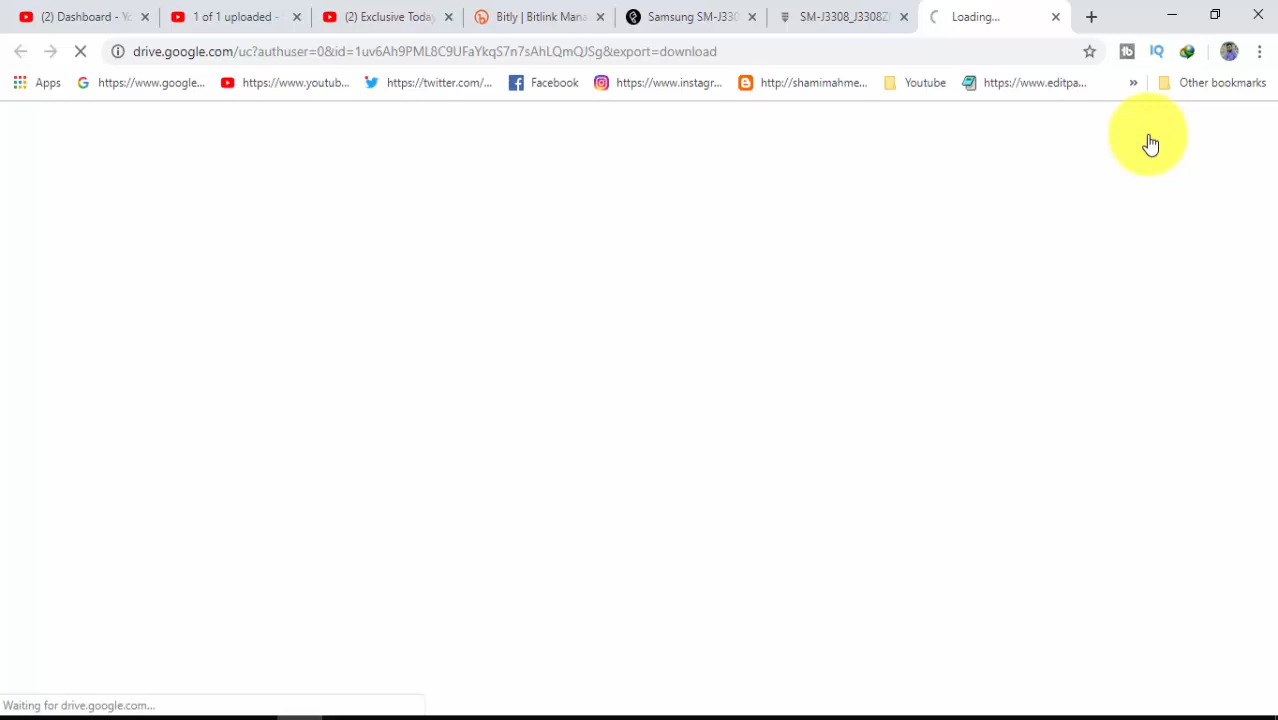 (2) Dashboard - Yo
1 of 1 uploaded -
(2) Exclusive Today
Bitly | Bitlink Mana
Samsung SM-J330
SM-J3308_J3308Z
Loading...
drive.google.com/uc?authuser=0&id=1uv6Ah9PML8C9UFaYkqS7n7sAhLQmQJSg&export=download
Apps
https://www.google...
https://www.youtub...
https://twitter.com/...
Facebook
https://www.instagr...
http://shamimahme...
Youtube
https://www.editpa...
»
Other bookmarks
Waiting for drive.google.com...